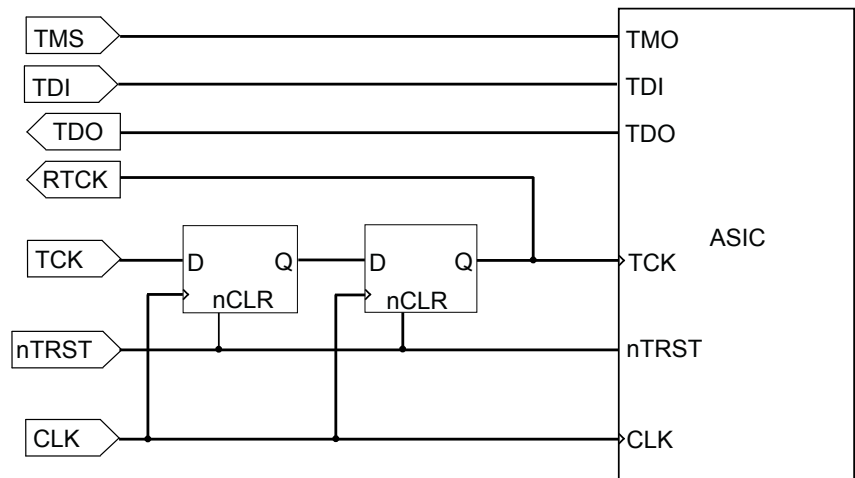 TMS TMO
TDI TDI
TDO TDO
RTCK
ASIC
TCK D Q D Q TCK
nCLR nCLR
nTRST nTRST
CLK CLK